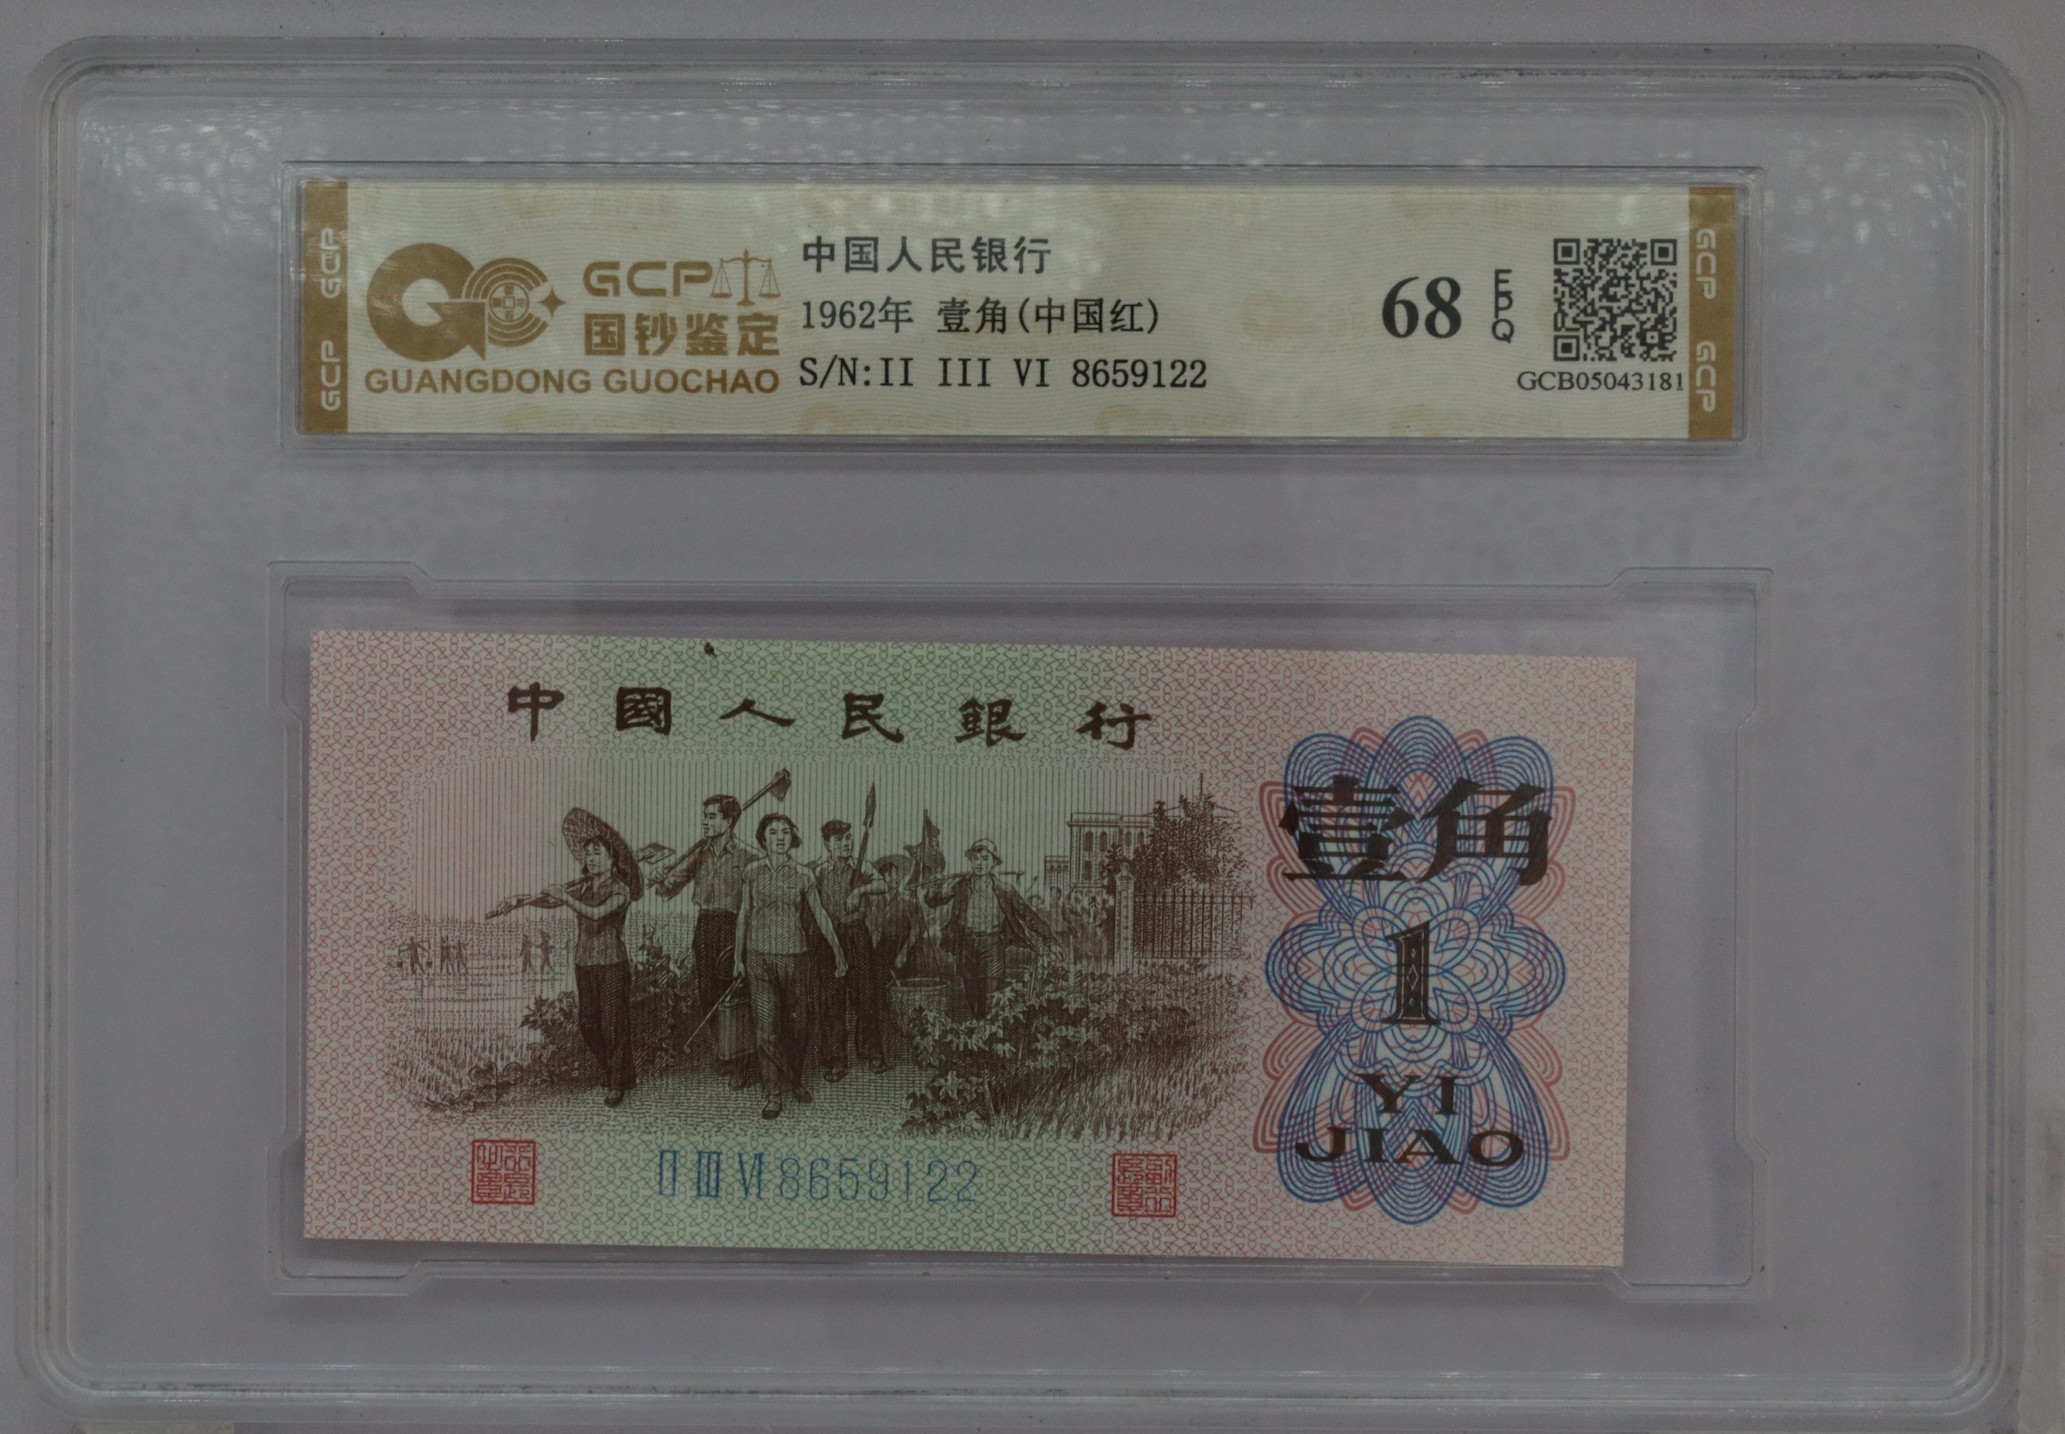 GCP
国钞鉴定
GUANGDONG GUOCHAO
中国人民银行
1962年 壹角(中国红)
S/N:II III VI 8659122
68
EPQ
GCB05043181
GCP GCP
GCP GCP
中國人民銀行
壹角
1
YI
JIAO
II III VI 8659122